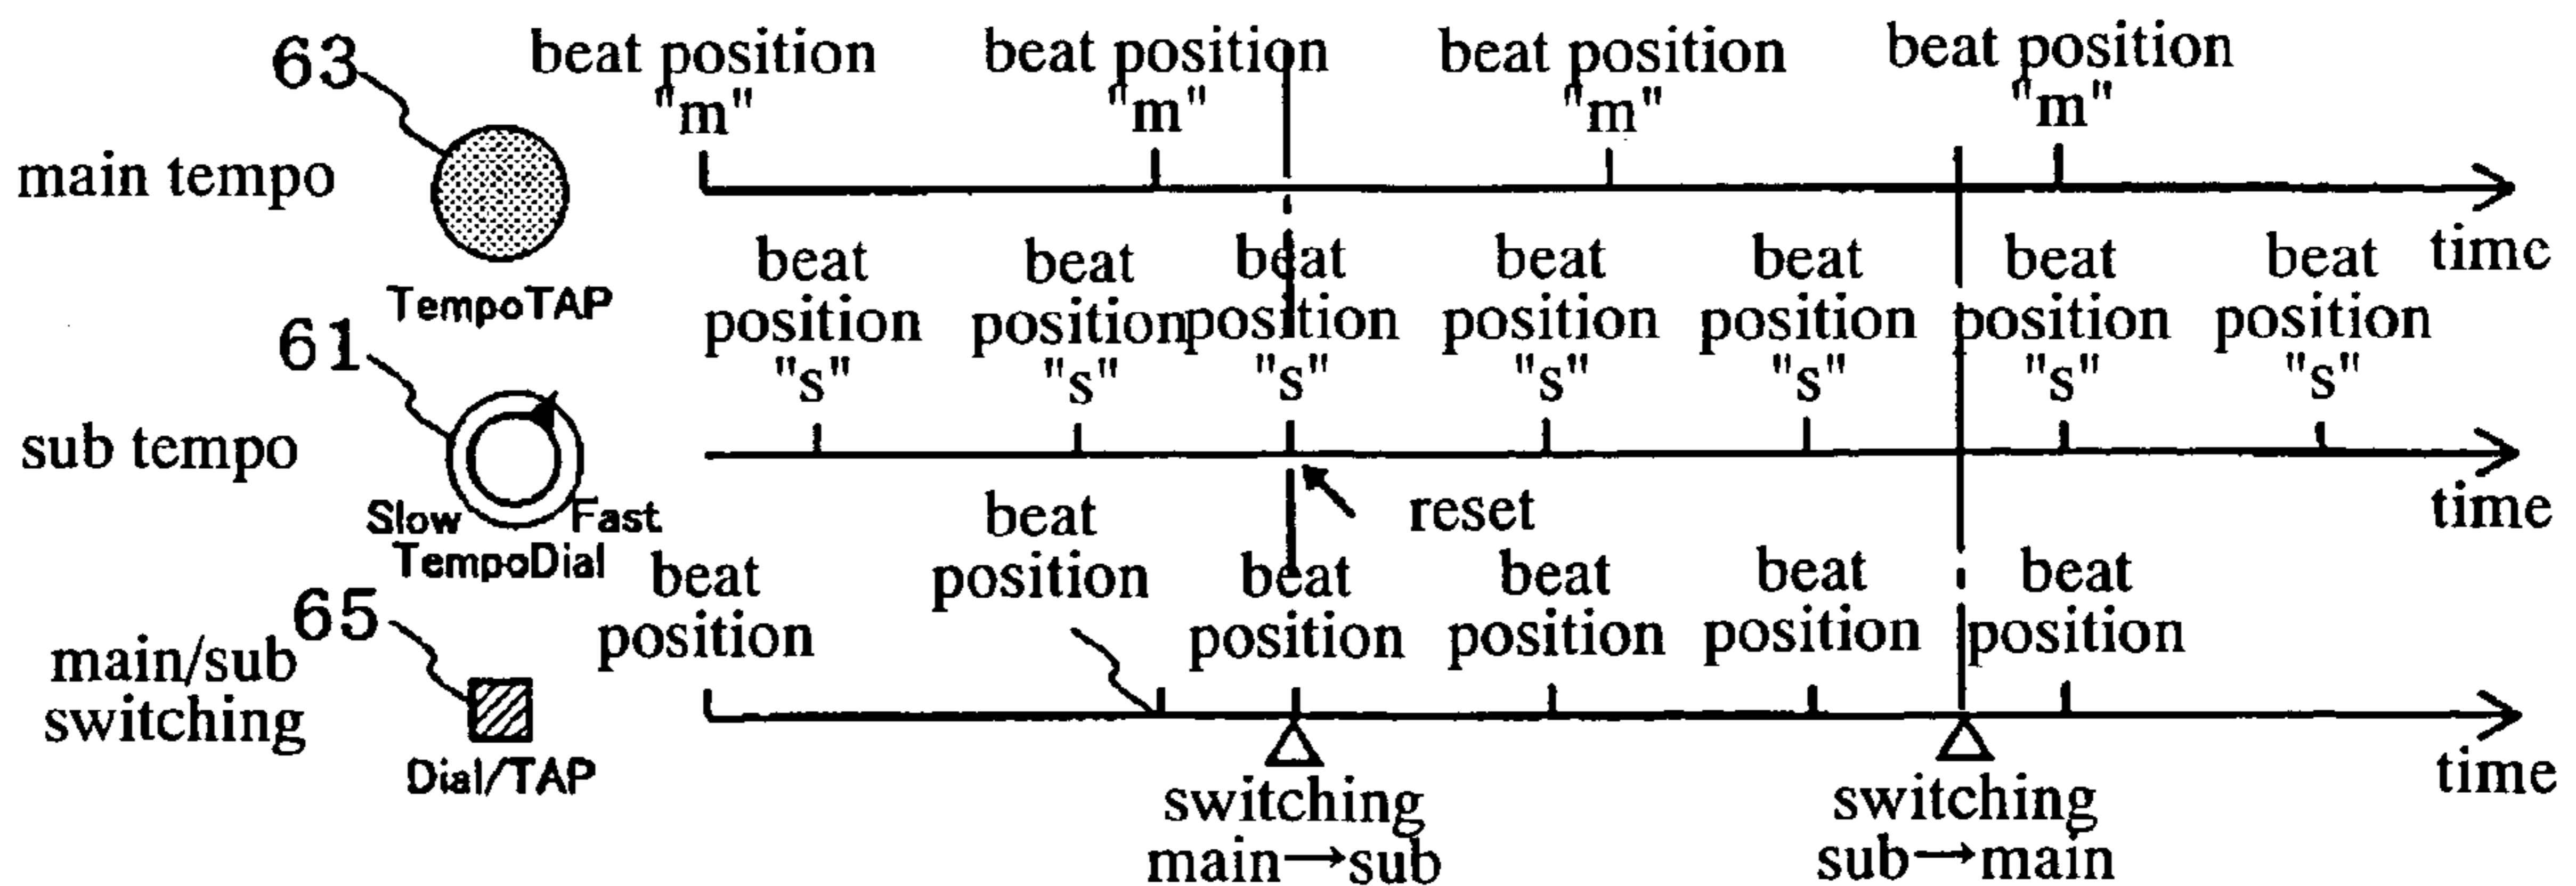 63
beat position
"m"
beat position
"m"
beat position
"m"
beat position
"m"
main tempo
TempoTAP
time
beat
position
"s"
beat
position
"s"
beat
position
"s"
beat
position
"s"
beat
position
"s"
beat
position
"s"
beat
position
"s"
61
sub tempo
Slow
Fast
TempoDial
reset
time
65
main/sub
switching
Dial/TAP
beat
position
beat
position
beat
position
beat
position
beat
position
beat
position
time
switching
main→sub
switching
sub→main